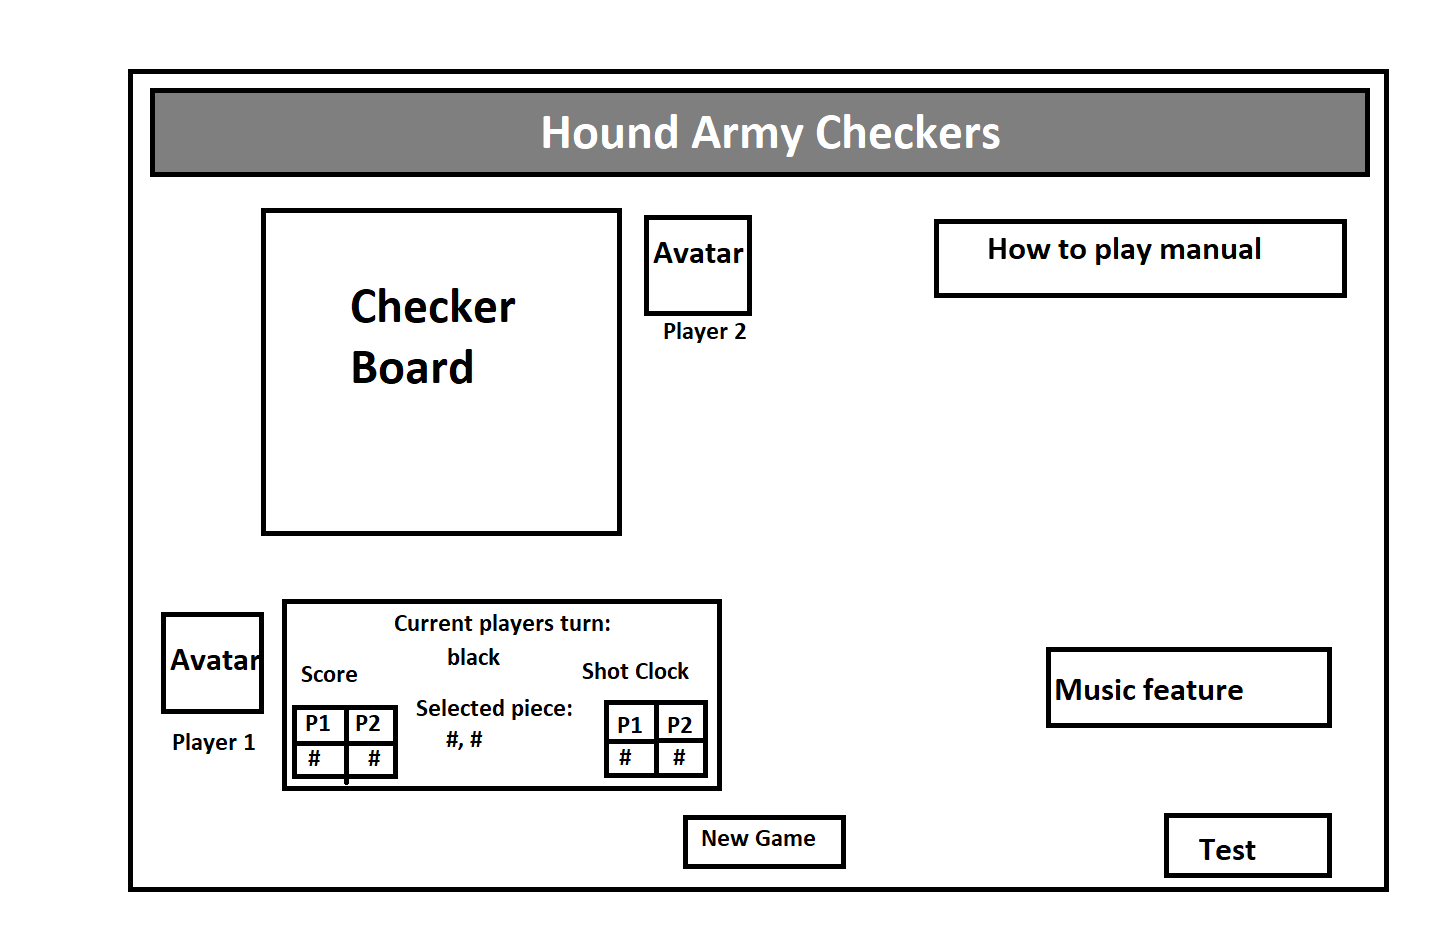 Hound Army Checkers
Checker
Board
Avatar
Player 2
How to play manual
Avatar
Player 1
Current players turn:
black
Score
Shot Clock
Selected piece:
#, #
P1 P2
# #
P1 P2
# #
Music feature
New Game
Test